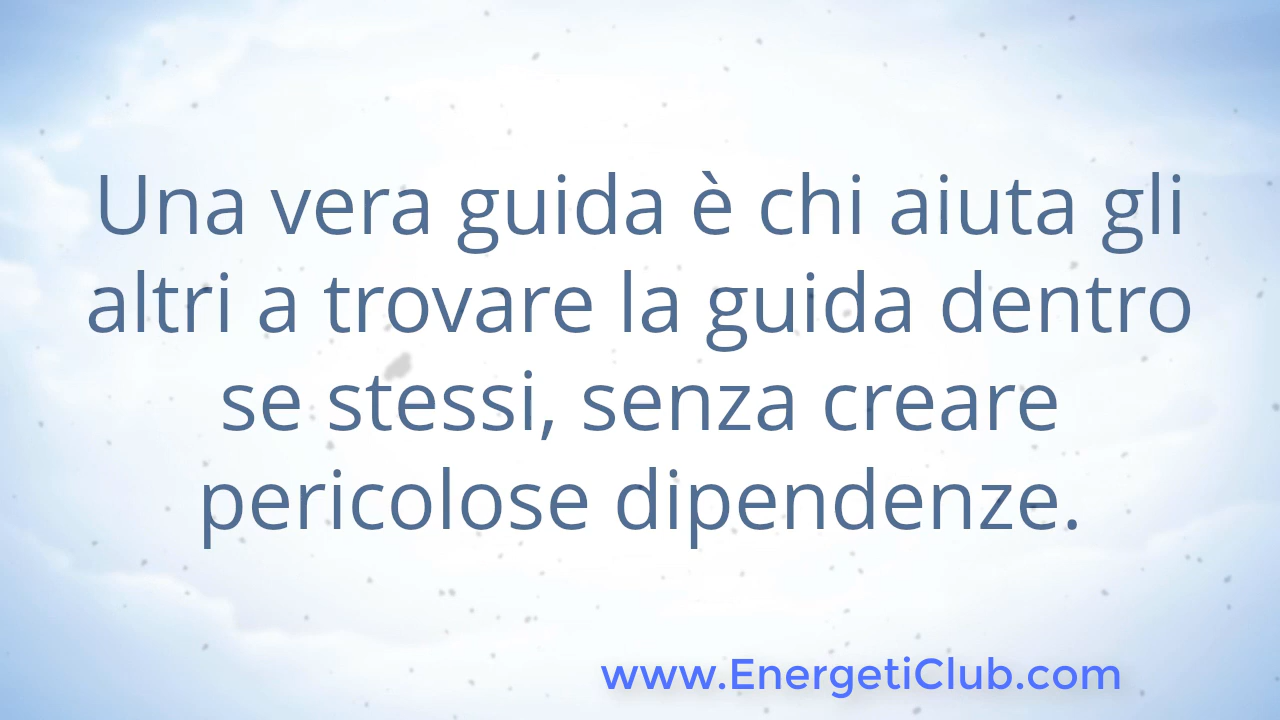 Una vera guida è chi aiuta gli
altri a trovare la guida dentro
se stessi, senza creare
pericolose dipendenze.
www.EnergetiClub.com